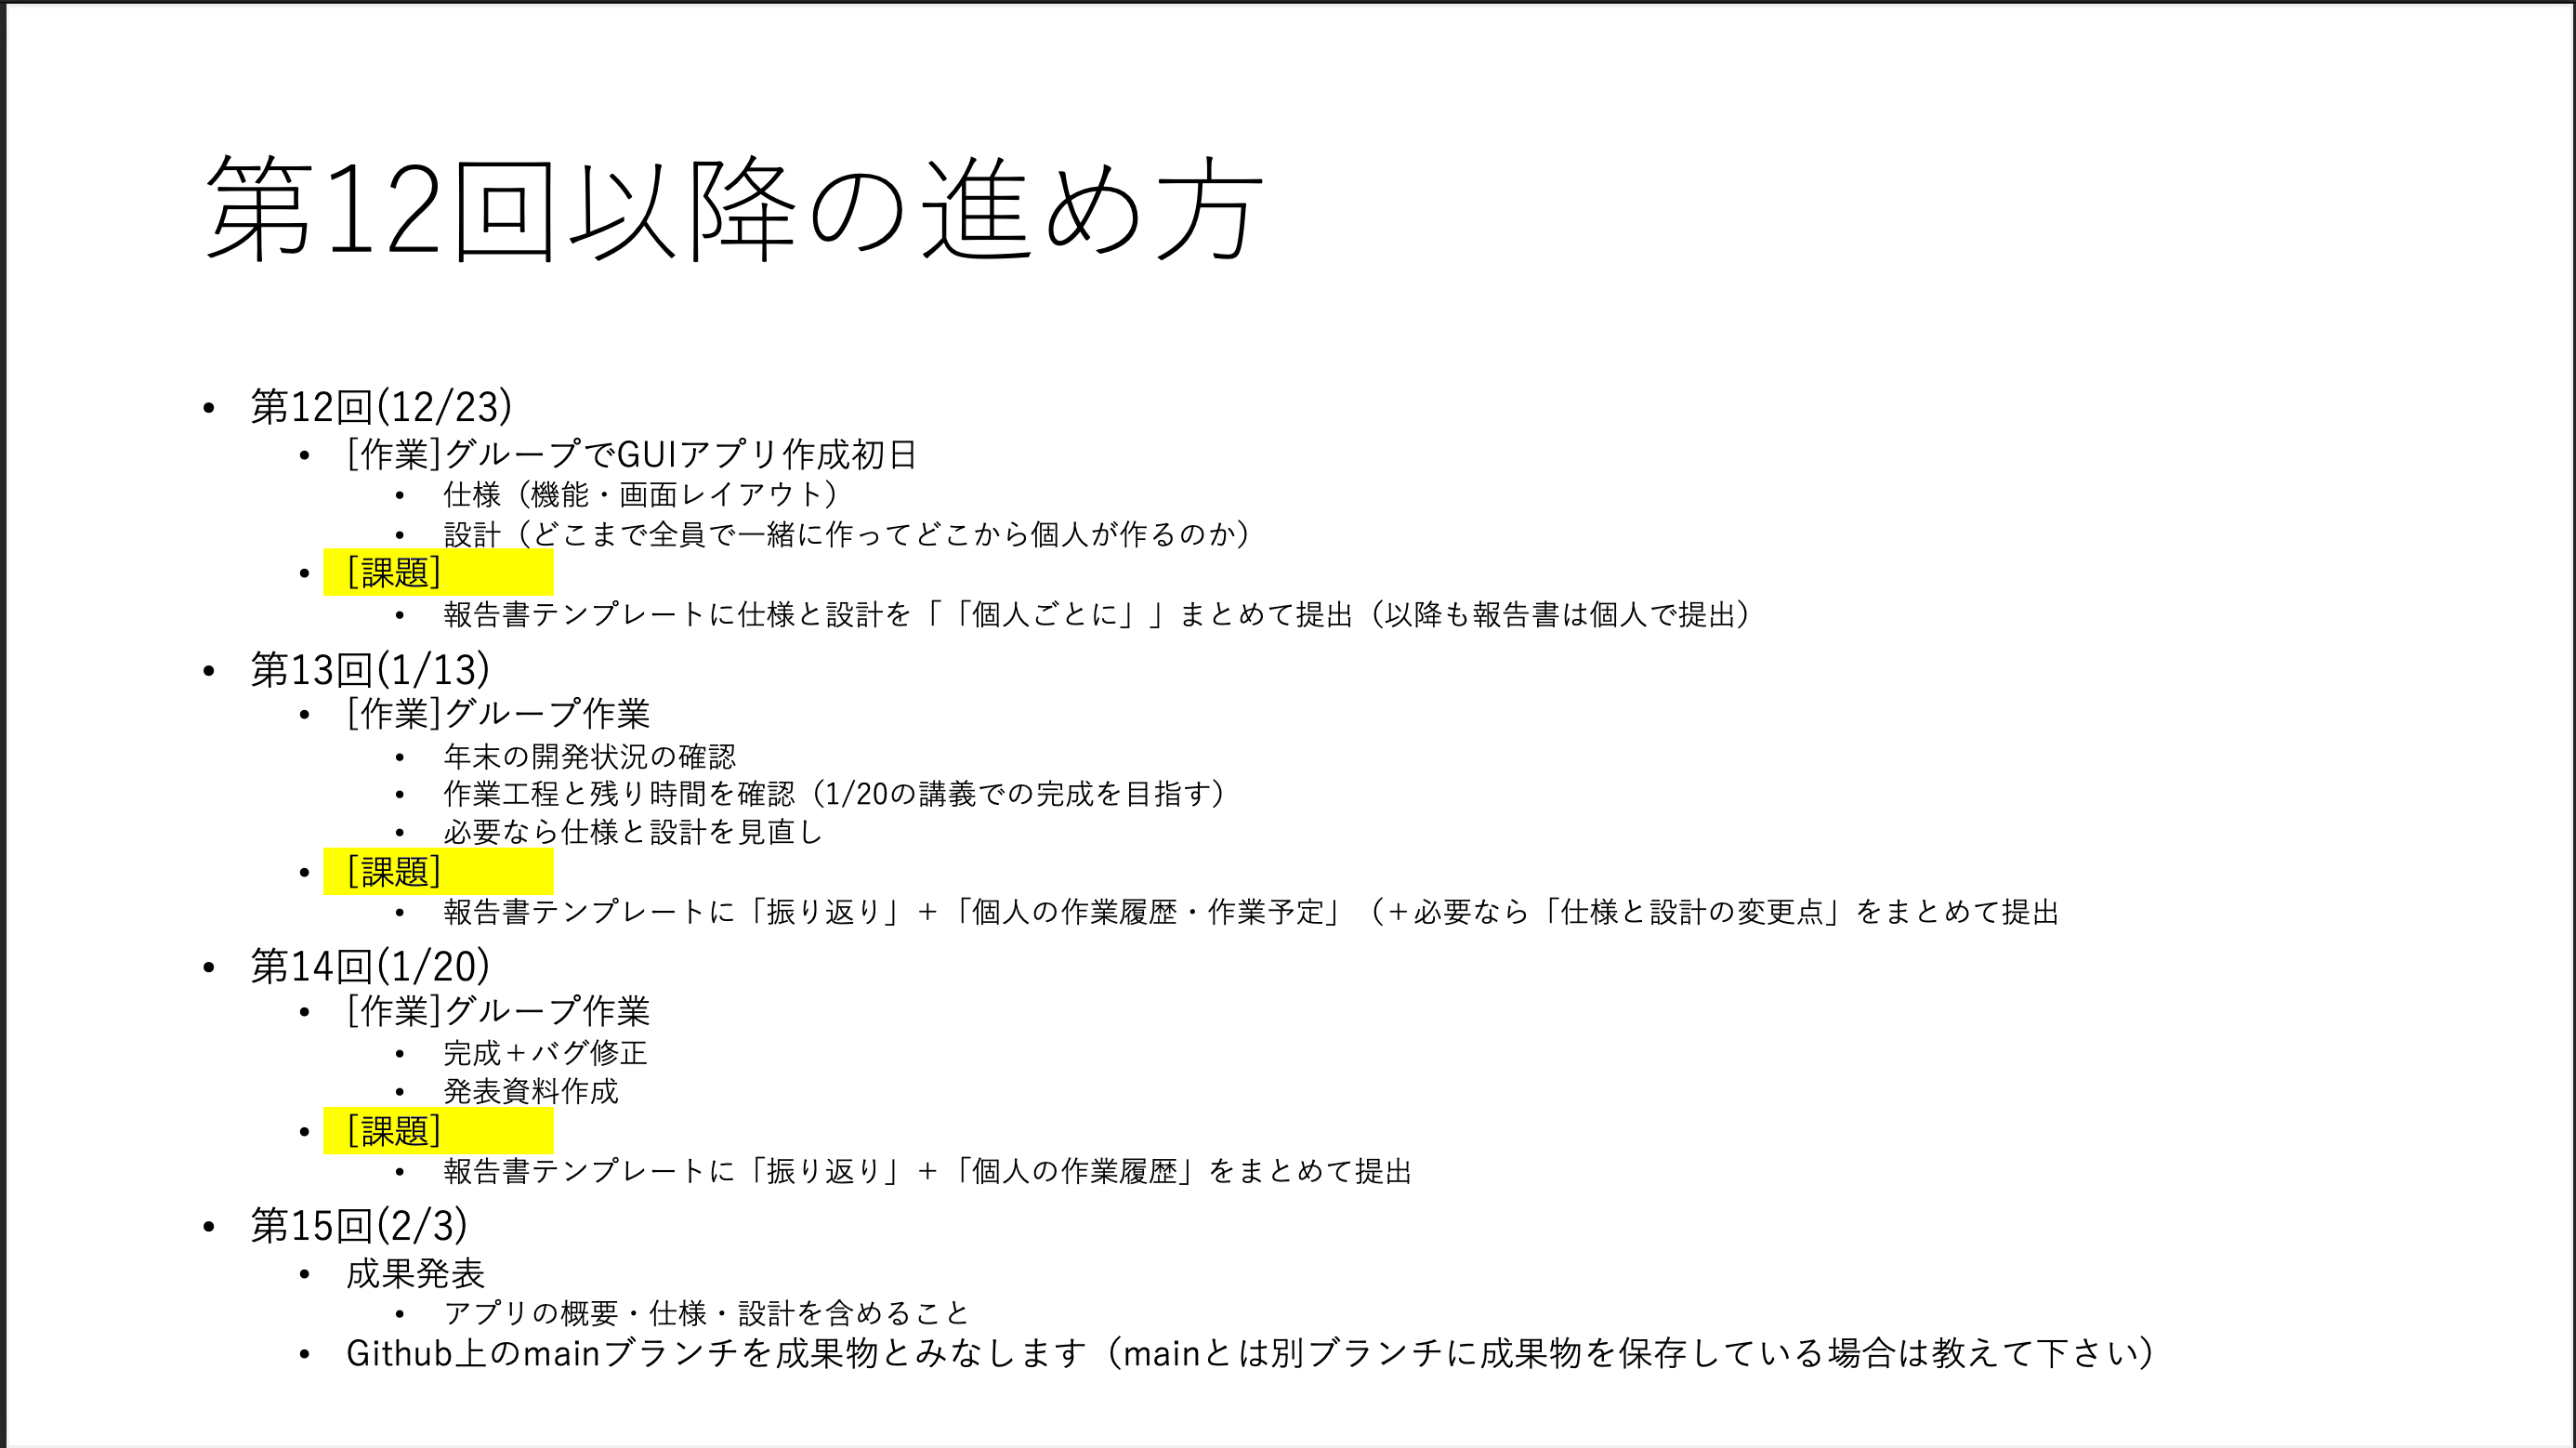 第12回以降の進め方
• 第12回(12/23)
• [作業]グループでGUIアプリ作成初日
• 仕様（機能・画面レイアウト）
• 設計（どこまで全員で一緒に作ってどこから個人が作るのか）
• [課題]
• 報告書テンプレートに仕様と設計を「「個人ごとに」」まとめて提出（以降も報告書は個人で提出）
• 第13回(1/13)
• [作業]グループ作業
• 年末の開発状況の確認
• 作業工程と残り時間を確認（1/20の講義での完成を目指す）
• 必要なら仕様と設計を見直し
• [課題]
• 報告書テンプレートに「振り返り」＋「個人の作業履歴・作業予定」（＋必要なら「仕様と設計の変更点」をまとめて提出
• 第14回(1/20)
• [作業]グループ作業
• 完成＋バグ修正
• 発表資料作成
• [課題]
• 報告書テンプレートに「振り返り」＋「個人の作業履歴」をまとめて提出
• 第15回(2/3)
• 成果発表
• アプリの概要・仕様・設計を含めること
• Github上のmainブランチを成果物とみなします（mainとは別ブランチに成果物を保存している場合は教えて下さい）